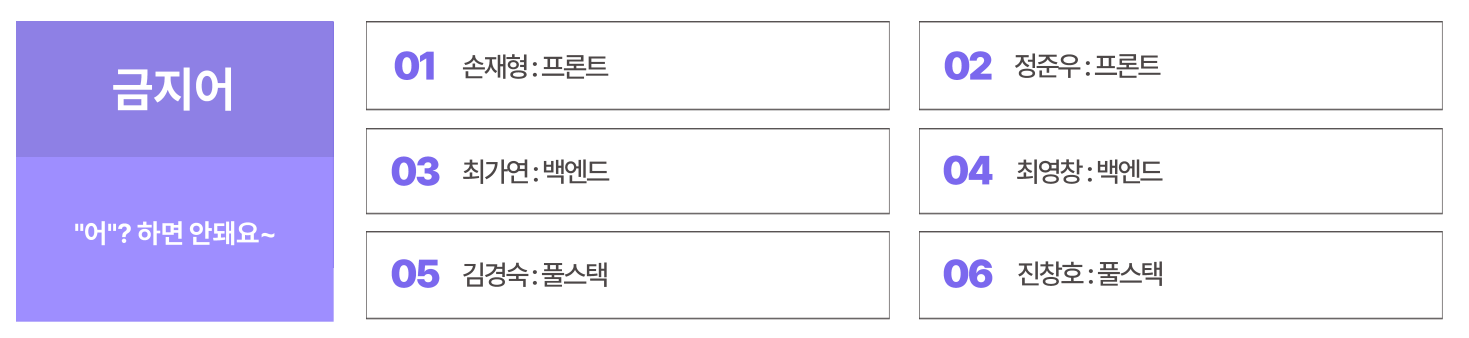 금지어
"어"? 하면 안돼요~
01 손재형 : 프론트
02 정준우 : 프론트
03 최가연 : 백엔드
04 최영창 : 백엔드
05 김경숙 : 풀스택
06 진창호 : 풀스택